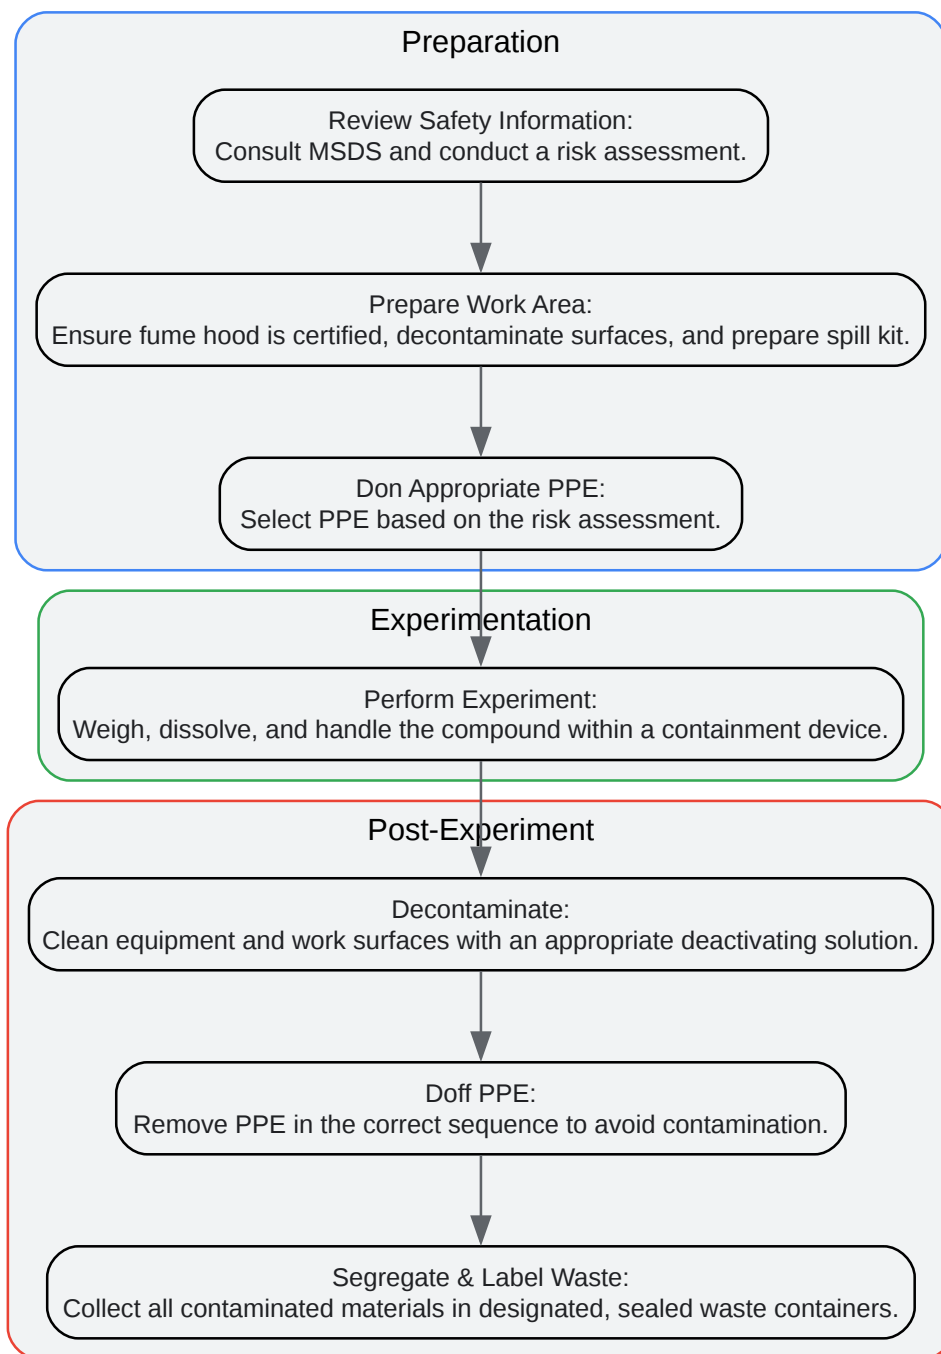 Preparation
Review Safety Information:
Consult MSDS and conduct a risk assessment.
Prepare Work Area:
Ensure fume hood is certified, decontaminate surfaces, and prepare spill kit.
Don Appropriate PPE:
Select PPE based on the risk assessment.
Experimentation
Perform Experiment:
Weigh, dissolve, and handle the compound within a containment device.
Post-Experiment
Decontaminate:
Clean equipment and work surfaces with an appropriate deactivating solution.
Doff PPE:
Remove PPE in the correct sequence to avoid contamination.
Segregate & Label Waste:
Collect all contaminated materials in designated, sealed waste containers.